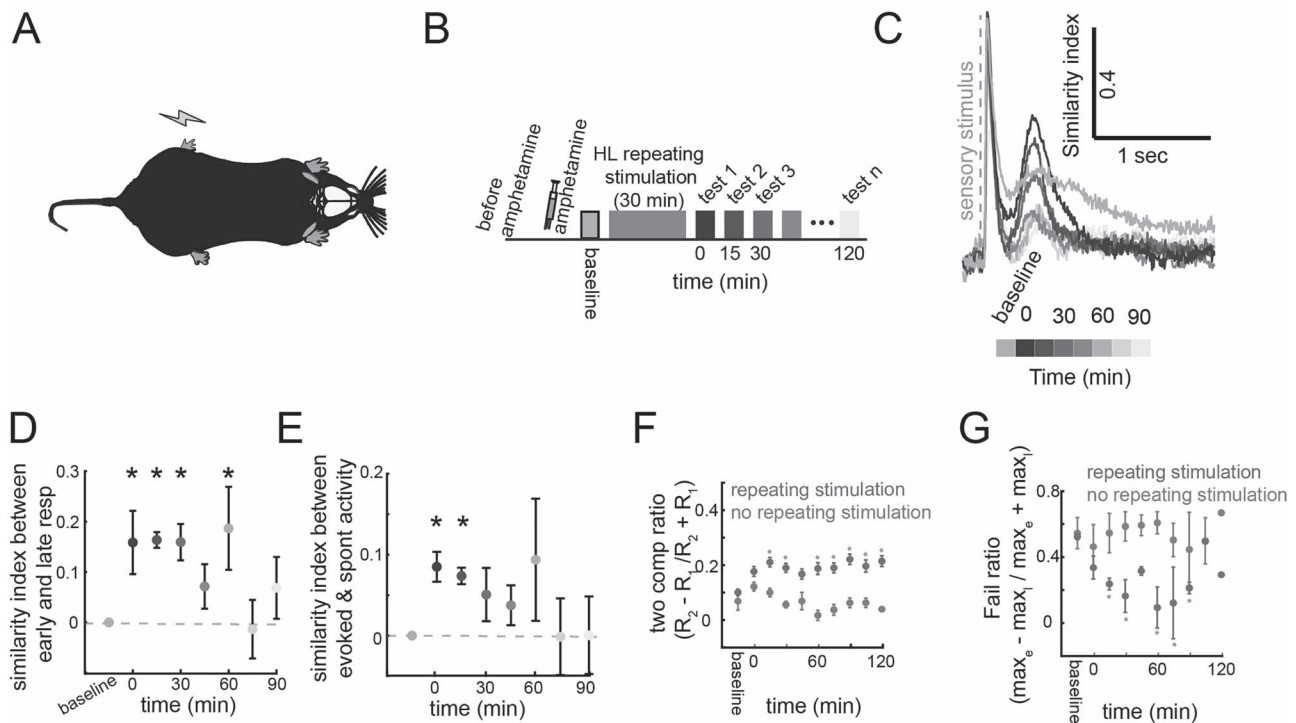 A
B
before
amphetamine
amphetamine
baseline
HL repeating
stimulation
(30 min)
test 1
test 2
test 3
test n
0
15
30
120
time (min)
C
sensory stimulus
Similarity index
0.4
1 sec
baseline
0
30
60
90
Time (min)
D
similarity index between
early and late resp
0.3
0.2
0.1
0
* * * *
baseline
0
30
60
90
time (min)
E
similarity index between
evoked & spont activity
0.2
0.1
0
* *
0
30
60
90
time (min)
F
two comp ratio
(R2 - R1/R2 + R1)
repeating stimulation
no repeating stimulation
0.4
0.2
0
* * * * * * *
baseline
0
60
120
time (min)
G
Fail ratio
(maxe - maxl / maxe + maxl)
repeating stimulation
no repeating stimulation
0.8
0.4
0
* * * * *
baseline
0
60
120
time (min)